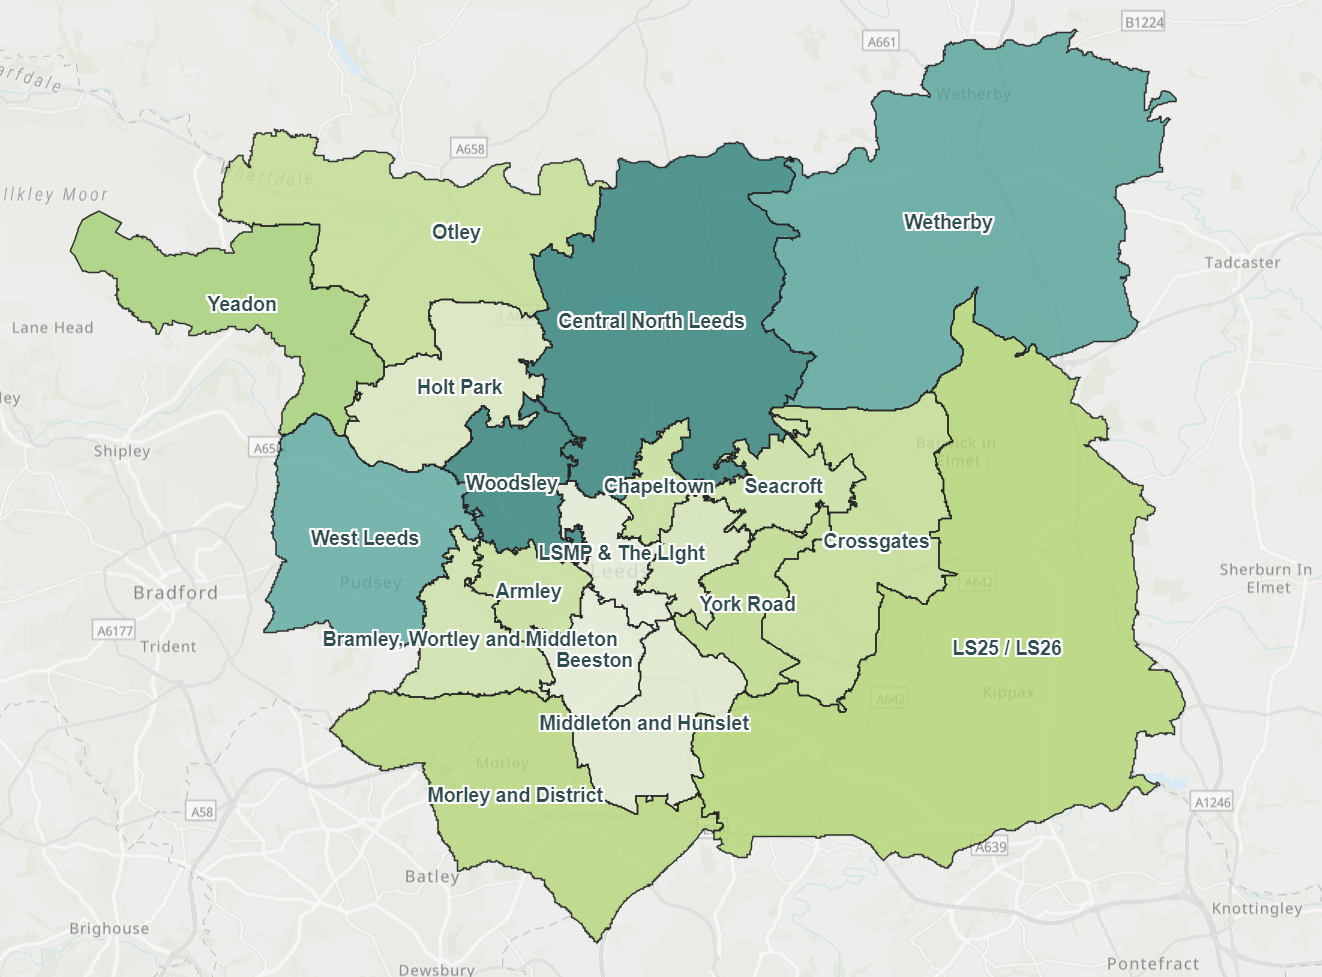 B1224
A661
Wetherby
A658
Wharfdale
Ilkley Moor
Otley
Wetherby
Tadcaster
Yeadon
Lane Head
Central North Leeds
Holt Park
Shipley
A658
Barwick In
Elmet
Woodsley
Chapeltown
Seacroft
West Leeds
Crossgates
LSMP & The LIght
Leeds
Pudsey
Bradford
Armley
York Road
A642
Sherburn In
Elmet
A6177
Trident
Bramley, Wortley and Middleton
Beeston
LS25 / LS26
Kippax
A642
Middleton and Hunslet
Morley
Morley and District
A58
A1246
A639
Batley
Knottingley
Brighouse
Dewsbury
Pontefract